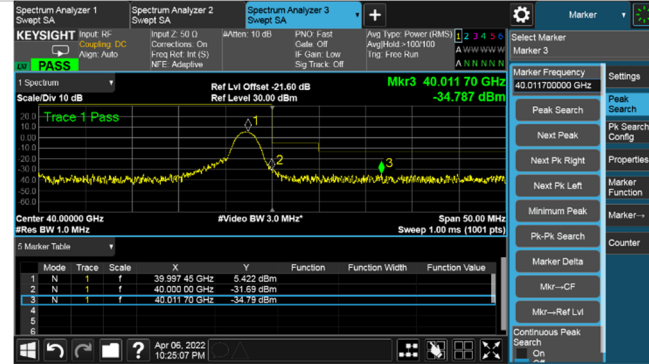 Spectrum Analyzer 1
Swept SA
Spectrum Analyzer 2
Swept SA
Spectrum Analyzer 3
Swept SA
+
Marker
KEYSIGHT
Input: RF
Coupling: DC
Align: Auto
Input Z: 50 Ω
Corrections: On
Freq Ref: Int (S)
NFE: Adaptive
#Atten: 10 dB
PNO: Fast
Gate: Off
IF Gain: Low
Sig Track: Off
Avg Type: Power (RMS)
Avg|Hold:>100/100
Trig: Free Run
1 2 3 4 5 6
A W W W W W
A N N N N N
PASS
Select Marker
Marker 3
1 Spectrum
Scale/Div 10 dB
Ref Lvl Offset -21.60 dB
Ref Level 30.00 dBm
Mkr3 40.011 70 GHz
-34.787 dBm
Trace 1 Pass
20.0
10.0
0.00
-10.0
-20.0
-30.0
-40.0
-50.0
-60.0
1
2
3
Center 40.00000 GHz
#Res BW 1.0 MHz
#Video BW 3.0 MHz*
Span 50.00 MHz
Sweep 1.00 ms (1001 pts)
5 Marker Table
Mode Trace Scale X Y Function Function Width Function Value
1 N 1 f 39.997 45 GHz 5.422 dBm
2 N 1 f 40.000 00 GHz -31.69 dBm
3 N 1 f 40.011 70 GHz -34.79 dBm
4
5
6
Apr 06, 2022
10:25:07 PM
Marker Frequency
40.011700000 GHz
Peak Search
Next Peak
Next Pk Right
Next Pk Left
Minimum Peak
Pk-Pk Search
Marker Delta
Mkr→CF
Mkr→Ref Lvl
Continuous Peak
Search
On
Off
Settings
Peak
Search
Pk Search
Config
Properties
Marker
Function
Marker→
Counter